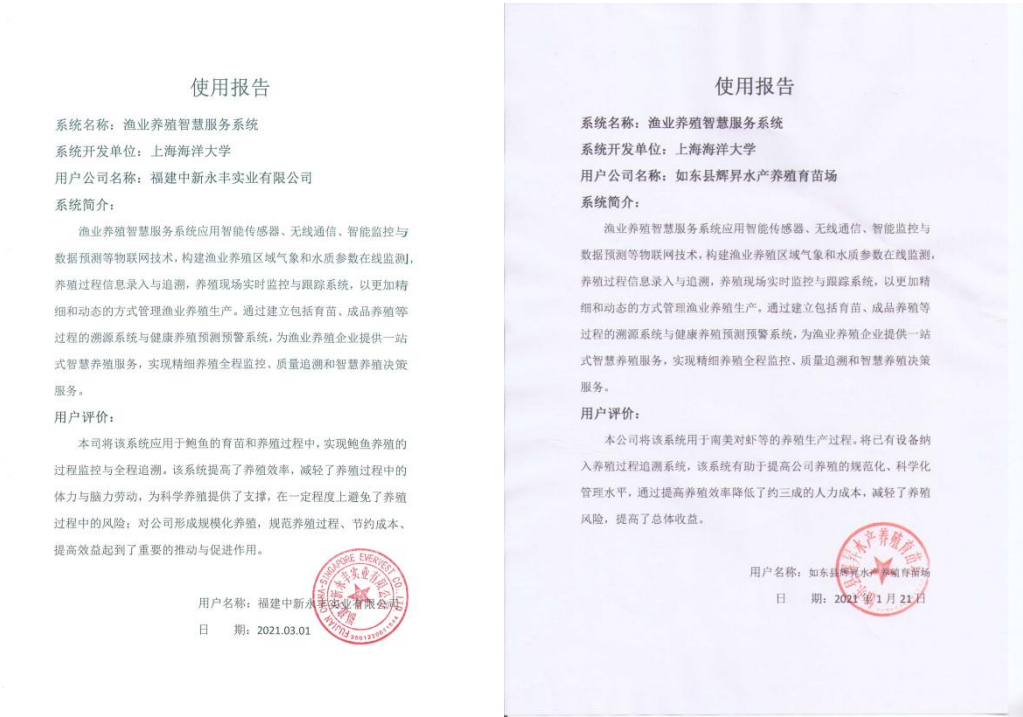 使用报告
系统名称：渔业养殖智慧服务系统
系统开发单位：上海海洋大学
用户公司名称：福建中新永丰实业有限公司
系统简介：
渔业养殖智慧服务系统应用智能传感器、无线通信、智能监控与
数据预测等物联网技术，构建渔业养殖区域气象和水质参数在线监测，
养殖过程信息录入与追溯，养殖现场实时监控与跟踪系统，以更加精
细和动态的方式管理渔业养殖生产。通过建立包括育苗、成品养殖等
过程的溯源系统与健康养殖预测预警系统，为渔业养殖企业提供一站
式智慧养殖服务，实现精细养殖全程监控、质量追溯和智慧养殖决策
服务。
用户评价：
本司将该系统应用于鲍鱼的育苗和养殖过程中，实现鲍鱼养殖的
过程监控与全程追溯。该系统提高了养殖效率，减轻了养殖过程中的
体力与脑力劳动，为科学养殖提供了支撑，在一定程度上避免了养殖
过程中的风险；对公司形成规模化养殖，规范养殖过程、节约成本、
提高效益起到了重要的推动与促进作用。
用户名称：福建中新永丰实业有限公司
日 期：2021.03.01
FUJIAN CHINA-SINGAPORE EVERVEST CO. LTD
福建中新永丰实业有限公司
使用报告
系统名称：渔业养殖智慧服务系统
系统开发单位：上海海洋大学
用户公司名称：如东县辉昇水产养殖育苗场
系统简介：
渔业养殖智慧服务系统应用智能传感器、无线通信、智能监控与
数据预测等物联网技术，构建渔业养殖区域气象和水质参数在线监测，
养殖过程信息录入与追溯，养殖现场实时监控与跟踪系统，以更加精
细和动态的方式管理渔业养殖生产。通过建立包括育苗、成品养殖等
过程的溯源系统与健康养殖预测预警系统，为渔业养殖企业提供一站
式智慧养殖服务，实现精细养殖全程监控、质量追溯和智慧养殖决策
服务。
用户评价：
本公司将该系统用于南美对虾等的养殖生产过程。将已有设备纳
入养殖过程追溯系统，该系统有助于提高公司养殖的规范化、科学化
管理水平，通过提高养殖效率降低了约三成的人力成本，减轻了养殖
风险，提高了总体收益。
用户名称：如东县辉昇水产养殖育苗场
日 期：2021 年 1 月 21 日
如东县辉昇水产养殖育苗场